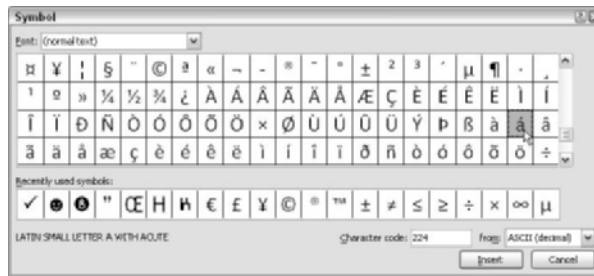 Symbol
Font: (normal text)
¤ ¥ ¦ § ¨ © ª « ¬ - ® ¯ ° ± ² ³ ´ µ ¶ · ¸
¹ º » ¼ ½ ¾ ¿ À Á Â Ã Ä Å Æ Ç È É Ê Ë Ì Í
Î Ï Ð Ñ Ò Ó Ô Õ Ö × Ø Ù Ú Û Ü Ý Þ ß à á â
ã ä å æ ç è é ê ë ì í î ï ð ñ ò ó ô õ ö ÷
Recently used symbols:
✓ ☻ ” Œ H € £ ¥ © ® ™ ± ≠ ≤ ≥ ÷ × ∞ µ
LATIN SMALL LETTER A WITH ACUTE Character code: 224 from: ASCII (decimal)
Insert Cancel